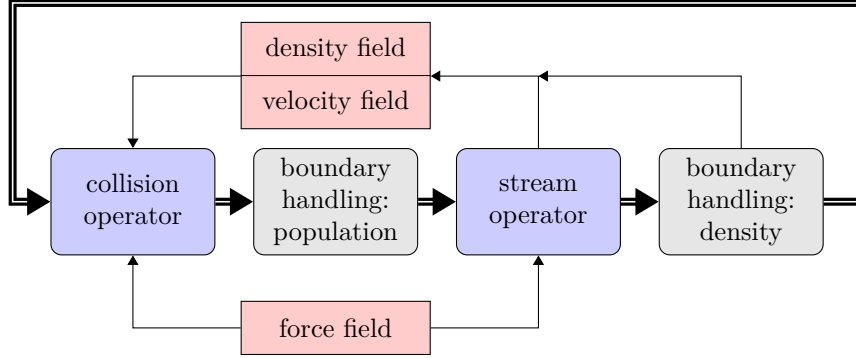 density field
velocity field
collision
operator
boundary
handling:
population
stream
operator
boundary
handling:
density
force field